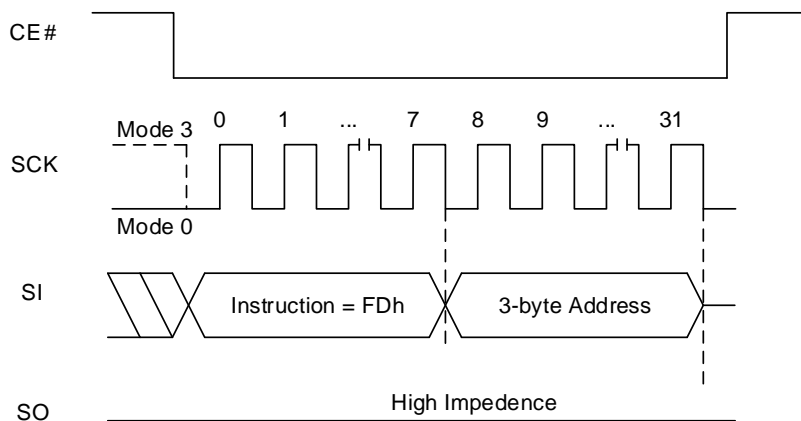 CE#
0 1 ... 7 8 9 ... 31
Mode 3
SCK
Mode 0
SI
Instruction = FDh
3-byte Address
High Impedence
SO